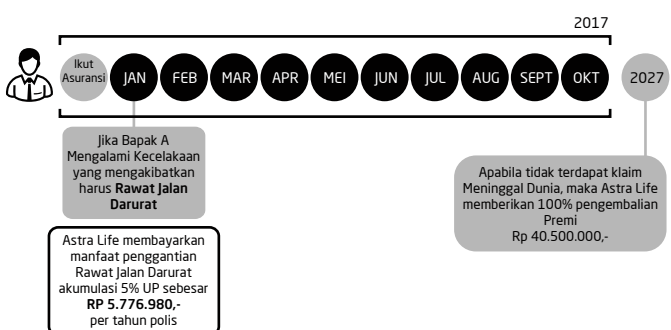 2017
Ikut
Asuransi
JAN FEB MAR APR MEI JUN JUL AUG SEPT OKT 2027
Jika Bapak A
Mengalami Kecelakaan
yang mengakibatkan
harus Rawat Jalan
Darurat
Astra Life membayarkan
manfaat penggantian
Rawat Jalan Darurat
akumulasi 5% UP sebesar
RP 5.776.980,-
per tahun polis
Apabila tidak terdapat klaim
Meninggal Dunia, maka Astra Life
memberikan 100% pengembalian
Premi
Rp 40.500.000,-